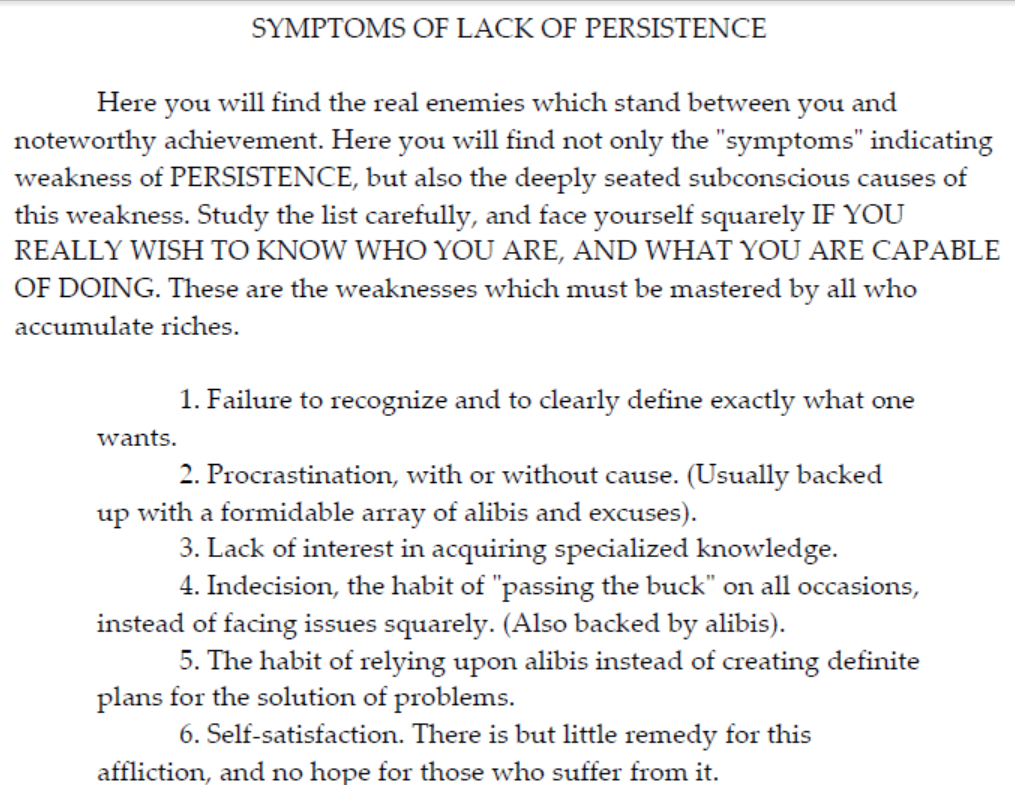 SYMPTOMS OF LACK OF PERSISTENCE
Here you will find the real enemies which stand between you and
noteworthy achievement. Here you will find not only the "symptoms" indicating
weakness of PERSISTENCE, but also the deeply seated subconscious causes of
this weakness. Study the list carefully, and face yourself squarely IF YOU
REALLY WISH TO KNOW WHO YOU ARE, AND WHAT YOU ARE CAPABLE
OF DOING. These are the weaknesses which must be mastered by all who
accumulate riches.
1. Failure to recognize and to clearly define exactly what one
wants.
2. Procrastination, with or without cause. (Usually backed
up with a formidable array of alibis and excuses).
3. Lack of interest in acquiring specialized knowledge.
4. Indecision, the habit of "passing the buck" on all occasions,
instead of facing issues squarely. (Also backed by alibis).
5. The habit of relying upon alibis instead of creating definite
plans for the solution of problems.
6. Self-satisfaction. There is but little remedy for this
affliction, and no hope for those who suffer from it.